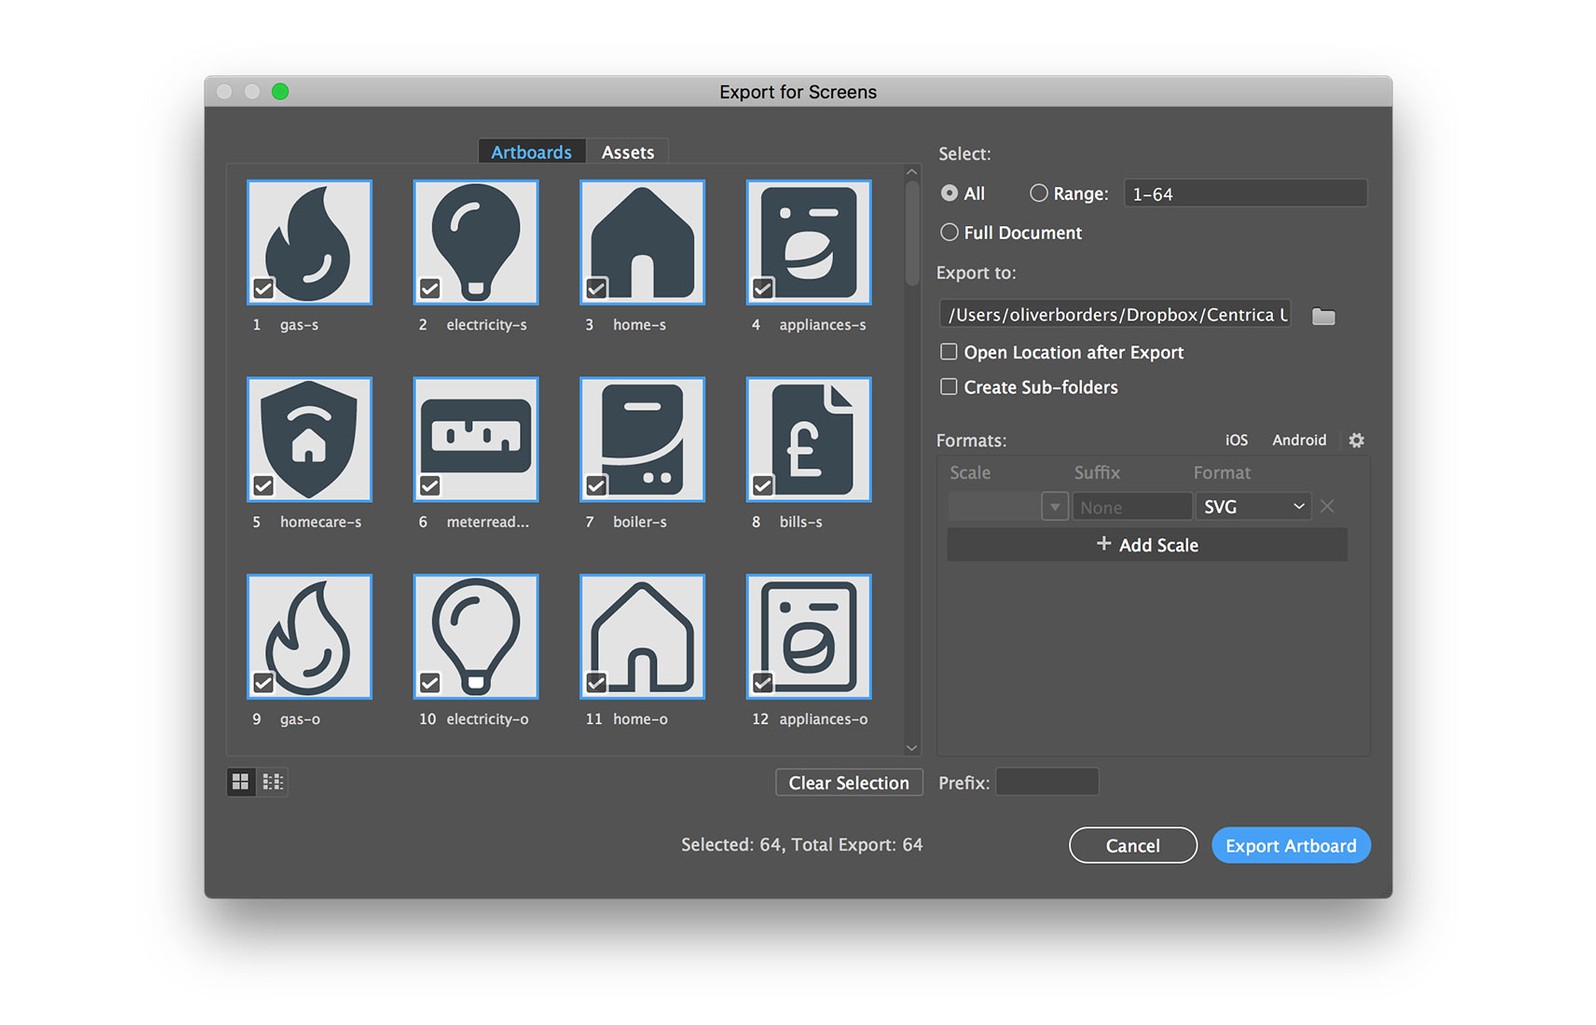 Export for Screens
Artboards Assets
1 gas-s
2 electricity-s
3 home-s
4 appliances-s
5 homecare-s
6 meterread...
7 boiler-s
8 bills-s
9 gas-o
10 electricity-o
11 home-o
12 appliances-o
Clear Selection
Selected: 64, Total Export: 64
Select:
All Range: 1-64
Full Document
Export to:
/Users/oliverborders/Dropbox/Centrica U
Open Location after Export
Create Sub-folders
Formats: iOS Android
Scale Suffix Format
None SVG
+ Add Scale
Prefix:
Cancel Export Artboard